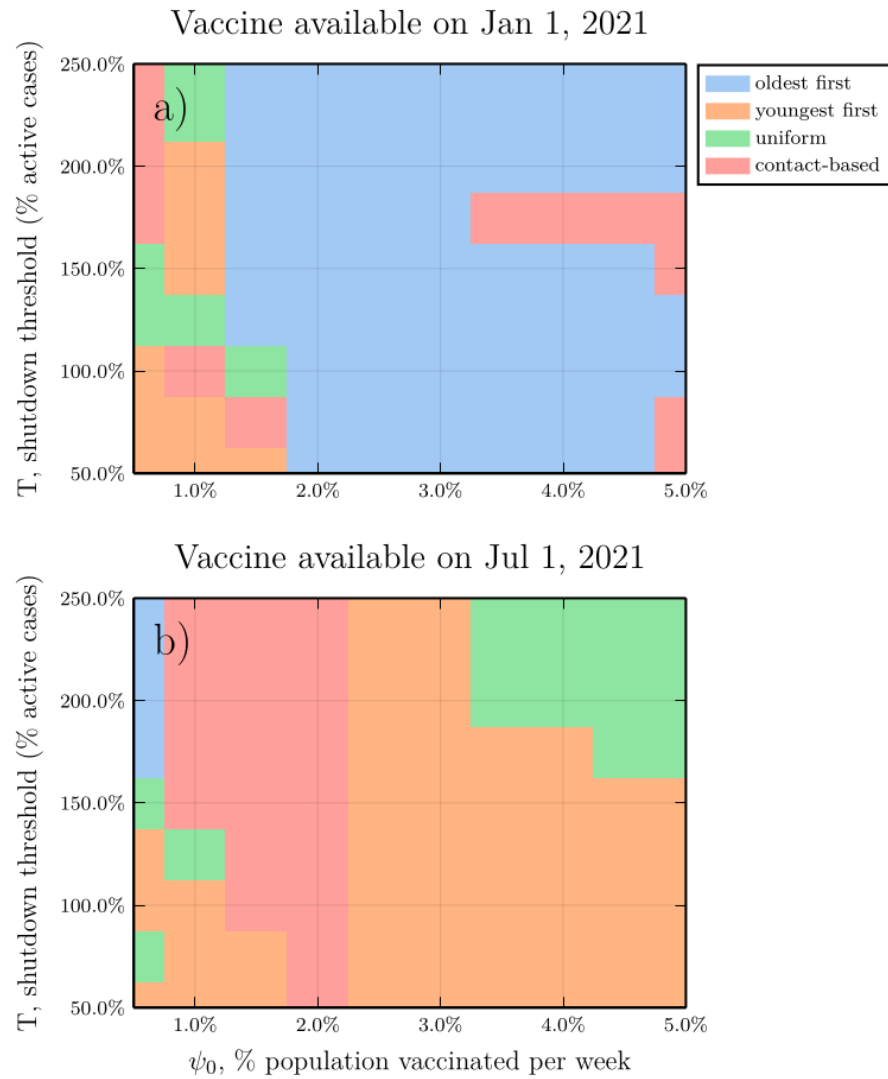 Vaccine available on Jan 1, 2021
T, shutdown threshold (% active cases)
a)
250.0%
200.0%
150.0%
100.0%
50.0%
1.0% 2.0% 3.0% 4.0% 5.0%
oldest first
youngest first
uniform
contact-based
Vaccine available on Jul 1, 2021
T, shutdown threshold (% active cases)
b)
250.0%
200.0%
150.0%
100.0%
50.0%
1.0% 2.0% 3.0% 4.0% 5.0%
ψ₀, % population vaccinated per week